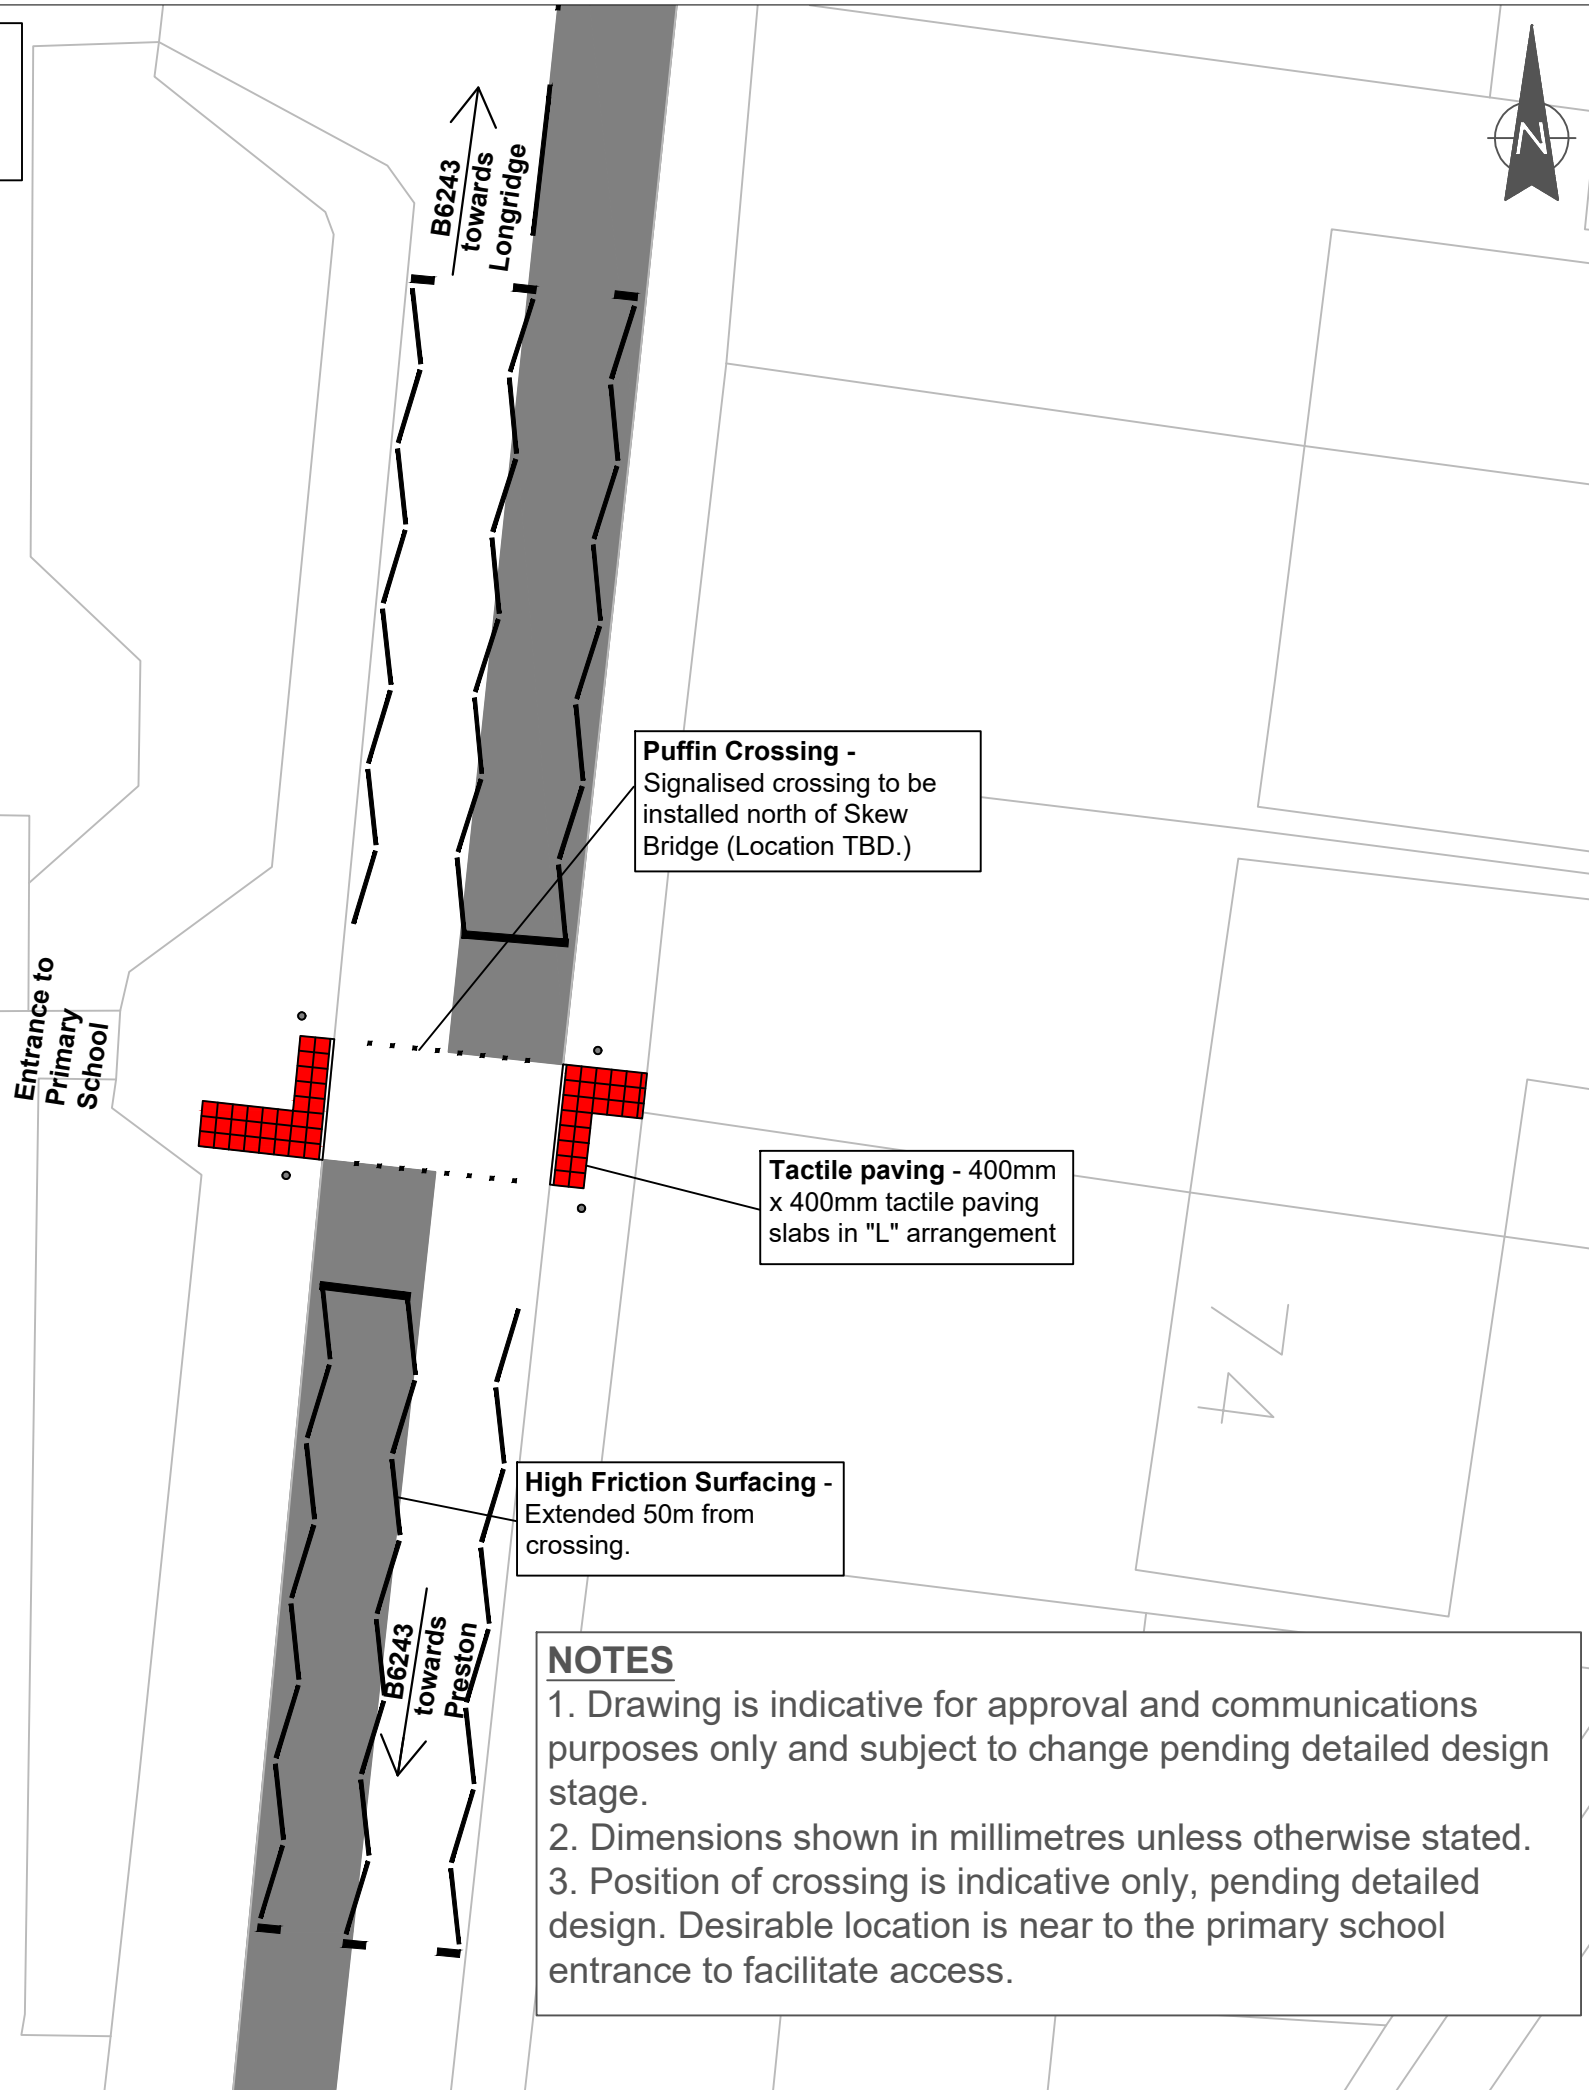 N
B6243
towards
Longridge
Puffin Crossing -
Signalised crossing to be
installed north of Skew
Bridge (Location TBD.)
Entrance to
Primary
School
Tactile paving - 400mm
x 400mm tactile paving
slabs in "L" arrangement
74
High Friction Surfacing -
Extended 50m from
crossing.
B6243
towards
Preston
NOTES
1. Drawing is indicative for approval and communications
purposes only and subject to change pending detailed design
stage.
2. Dimensions shown in millimetres unless otherwise stated.
3. Position of crossing is indicative only, pending detailed
design. Desirable location is near to the primary school
entrance to facilitate access.